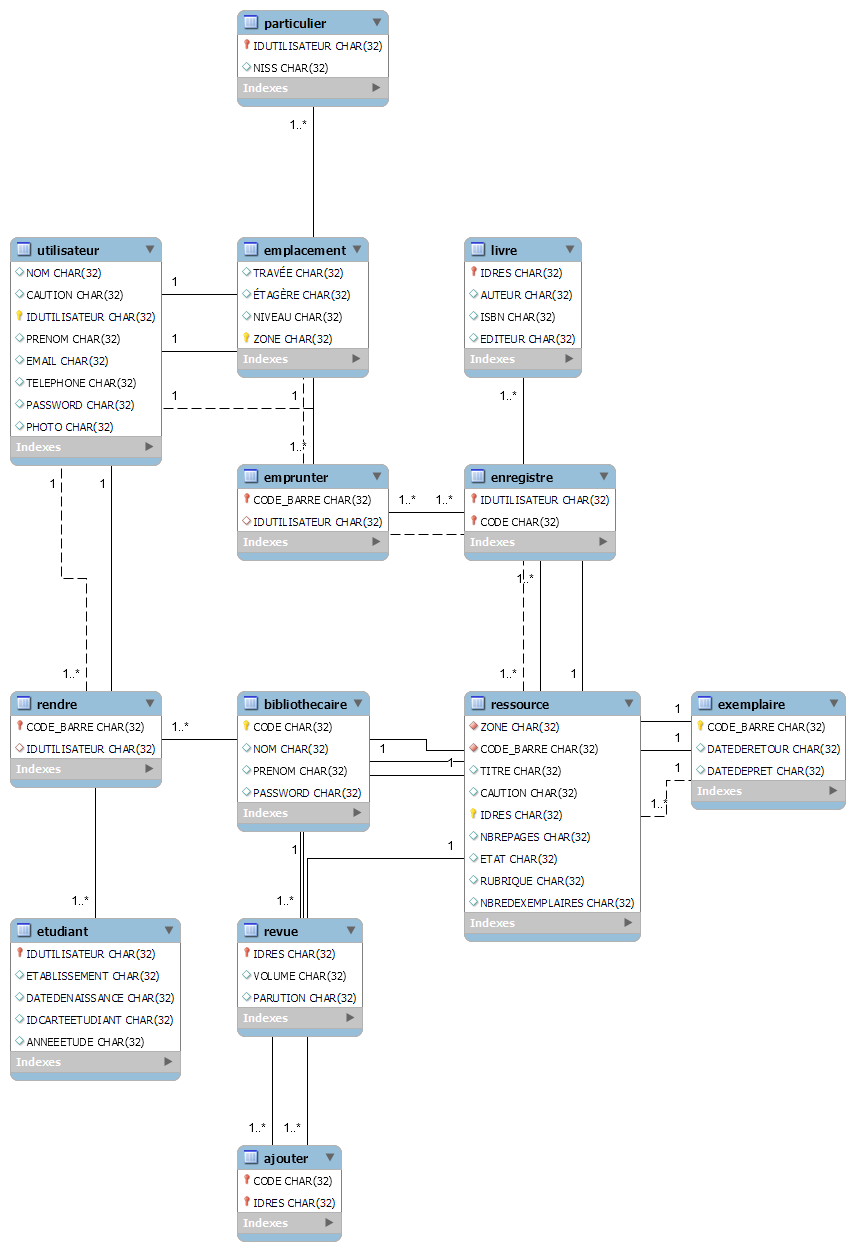 particulier
IDUTILISATEUR CHAR(32)
NISS CHAR(32)
Indexes
1..*
utilisateur
NOM CHAR(32)
CAUTION CHAR(32)
IDUTILISATEUR CHAR(32)
PRENOM CHAR(32)
EMAIL CHAR(32)
TELEPHONE CHAR(32)
PASSWORD CHAR(32)
PHOTO CHAR(32)
Indexes
1
1
1
1
emplacement
TRAVÉE CHAR(32)
ÉTAGÈRE CHAR(32)
NIVEAU CHAR(32)
ZONE CHAR(32)
Indexes
livre
IDRES CHAR(32)
AUTEUR CHAR(32)
ISBN CHAR(32)
EDITEUR CHAR(32)
Indexes
1..*
1..*
emprunter
CODE_BARRE CHAR(32)
IDUTILISATEUR CHAR(32)
Indexes
1..*
1..*
enregistre
IDUTILISATEUR CHAR(32)
CODE CHAR(32)
Indexes
1
1
1..*
1..*
1..*
1
rendre
CODE_BARRE CHAR(32)
IDUTILISATEUR CHAR(32)
Indexes
1..*
bibliothecaire
CODE CHAR(32)
NOM CHAR(32)
PRENOM CHAR(32)
PASSWORD CHAR(32)
Indexes
1
1
1
1
ressource
ZONE CHAR(32)
CODE_BARRE CHAR(32)
TITRE CHAR(32)
CAUTION CHAR(32)
IDRES CHAR(32)
NBREPAGES CHAR(32)
ETAT CHAR(32)
RUBRIQUE CHAR(32)
NBREDEXEMPLAIRES CHAR(32)
Indexes
1
1
1
1..*
exemplaire
CODE_BARRE CHAR(32)
DATEDERETOUR CHAR(32)
DATEDEPRET CHAR(32)
Indexes
1..*
1..*
etudiant
IDUTILISATEUR CHAR(32)
ETABLISSEMENT CHAR(32)
DATEDENAISSANCE CHAR(32)
IDCARTEETUDIANT CHAR(32)
ANNEEETUDE CHAR(32)
Indexes
revue
IDRES CHAR(32)
VOLUME CHAR(32)
PARUTION CHAR(32)
Indexes
1..*
1..*
ajouter
CODE CHAR(32)
IDRES CHAR(32)
Indexes